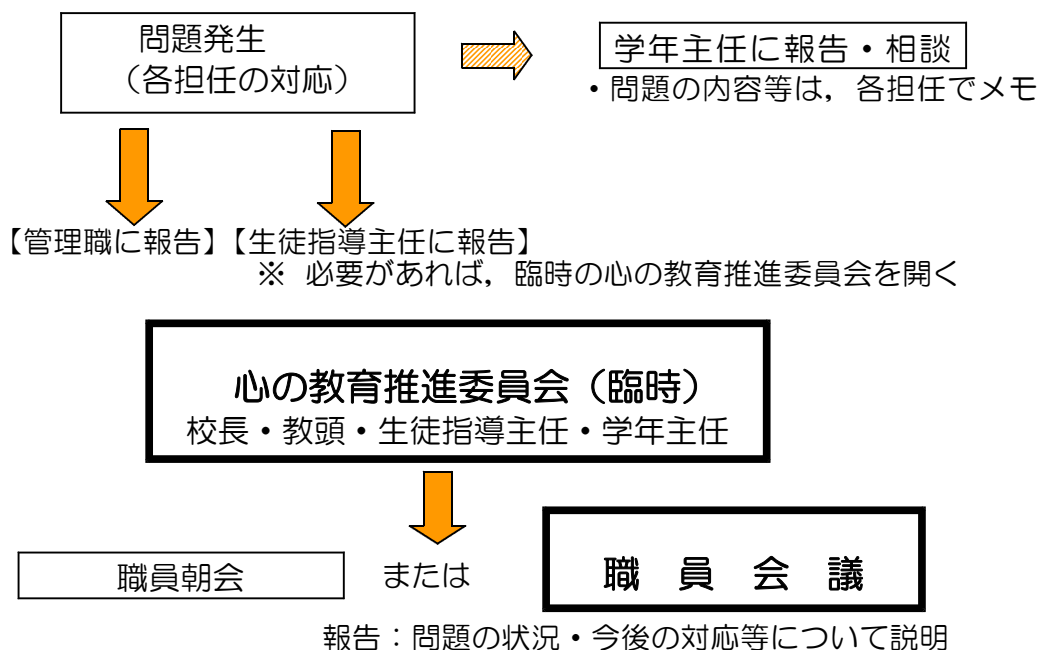 問題発生
（各担任の対応）
学年主任に報告・相談
・問題の内容等は，各担任でメモ
【管理職に報告】【生徒指導主任に報告】
※ 必要があれば，臨時の心の教育推進委員会を開く
心の教育推進委員会（臨時）
校長・教頭・生徒指導主任・学年主任
職員朝会
または
職 員 会 議
報告：問題の状況・今後の対応等について説明